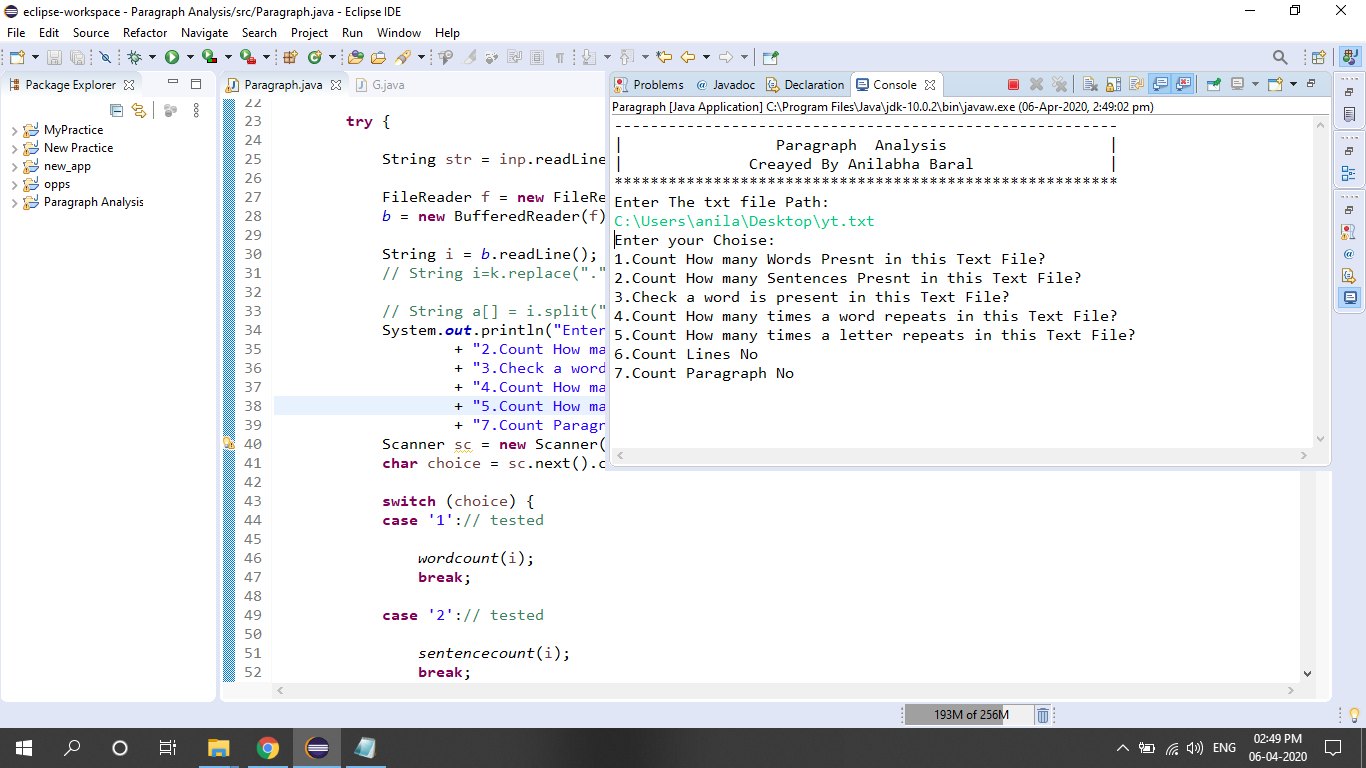 eclipse-workspace - Paragraph Analysis/src/Paragraph.java - Eclipse IDE
File Edit Source Refactor Navigate Search Project Run Window Help
Package Explorer
MyPractice
New Practice
new_app
opps
Paragraph Analysis
Paragraph.java G.java
22
23 try {
24
25 String str = inp.readLine
26
27 FileReader f = new FileRe
28 b = new BufferedReader(f)
29
30 String i = b.readLine();
31 // String i=k.replace("."
32
33 // String a[] = i.split("
34 System.out.println("Enter
35 + "2.Count How ma
36 + "3.Check a word
37 + "4.Count How ma
38 + "5.Count How ma
39 + "7.Count Paragr
40 Scanner sc = new Scanner(
41 char choice = sc.next().c
42
43 switch (choice) {
44 case '1':// tested
45
46 wordcount(i);
47 break;
48
49 case '2':// tested
50
51 sentencecount(i);
52 break;
Problems @ Javadoc Declaration Console
Paragraph [Java Application] C:\Program Files\Java\jdk-10.0.2\bin\javaw.exe (06-Apr-2020, 2:49:02 pm)
--------------------------------------------------------
| Paragraph Analysis |
| Creayed By Anilabha Baral |
********************************************************
Enter The txt file Path:
C:\Users\anila\Desktop\yt.txt
Enter your Choise:
1.Count How many Words Presnt in this Text File?
2.Count How many Sentences Presnt in this Text File?
3.Check a word is present in this Text File?
4.Count How many times a word repeats in this Text File?
5.Count How many times a letter repeats in this Text File?
6.Count Lines No
7.Count Paragraph No
193M of 256M
ENG
02:49 PM
06-04-2020